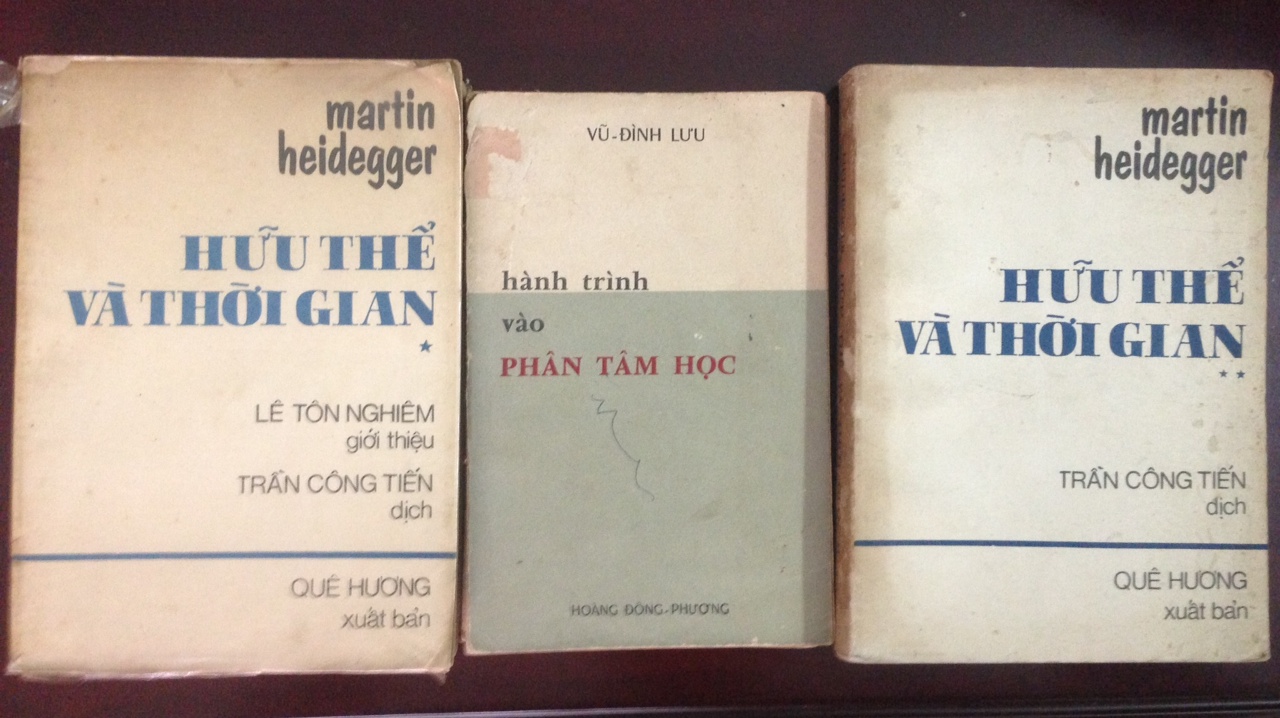 martin
heidegger
HỮU THỂ
VÀ THỜI GIAN
*
LÊ TÔN NGHIÊM
giới thiệu
TRẦN CÔNG TIẾN
dịch
QUÊ HƯƠNG
xuất bản
VŨ-ĐÌNH LƯU
hành trình
vào
PHÂN TÂM HỌC
HOÀNG ĐÔNG-PHƯƠNG
martin
heidegger
HỮU THỂ
VÀ THỜI GIAN
**
TRẦN CÔNG TIẾN
dịch
QUÊ HƯƠNG
xuất bản